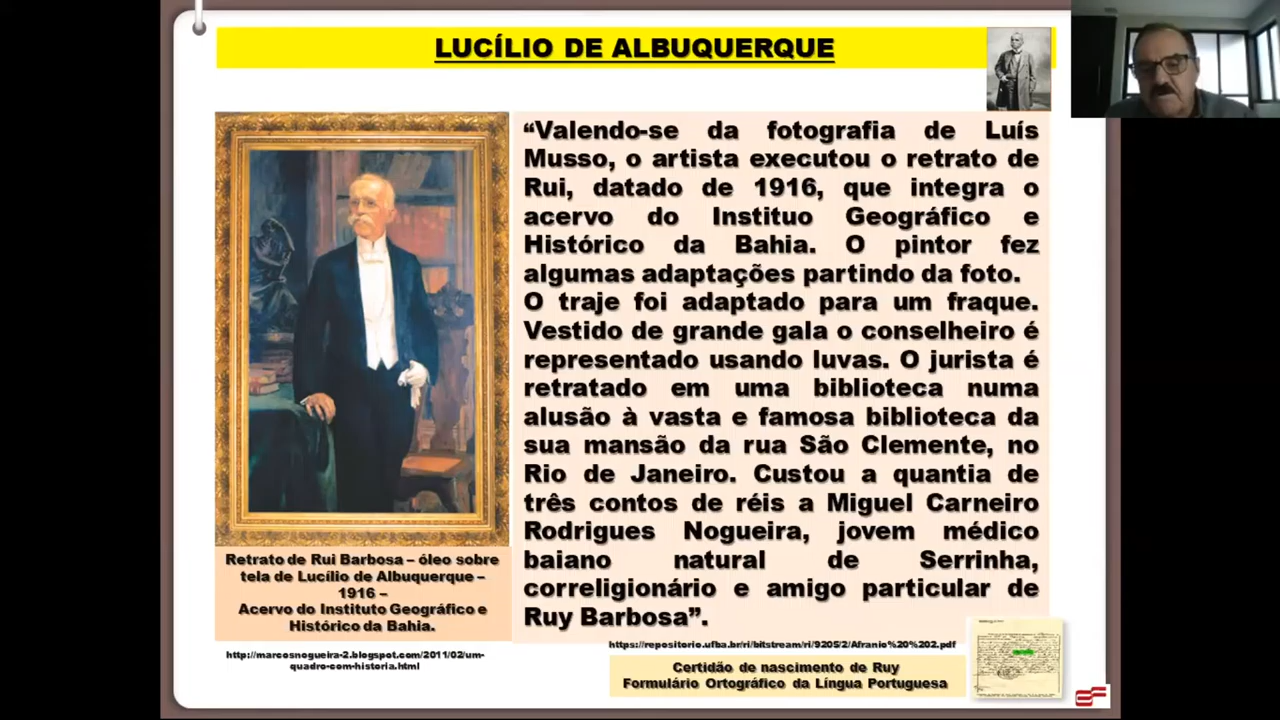 LUCÍLIO DE ALBUQUERQUE
“Valendo-se da fotografia de Luís
Musso, o artista executou o retrato de
Rui, datado de 1916, que integra o
acervo do Instituo Geográfico e
Histórico da Bahia. O pintor fez
algumas adaptações partindo da foto.
O traje foi adaptado para um fraque.
Vestido de grande gala o conselheiro é
representado usando luvas. O jurista é
retratado em uma biblioteca numa
alusão à vasta e famosa biblioteca da
sua mansão da rua São Clemente, no
Rio de Janeiro. Custou a quantia de
três contos de réis a Miguel Carneiro
Rodrigues Nogueira, jovem médico
baiano natural de Serrinha,
correligionário e amigo particular de
Ruy Barbosa”.
Retrato de Rui Barbosa – óleo sobre
tela de Lucílio de Albuquerque –
1916 –
Acervo do Instituto Geográfico e
Histórico da Bahia.
http://marcosnogueira-2.blogspot.com/2011/02/um-
quadro-com-historia.html
https://repositorio.ufba.br/ri/bitstream/ri/9205/2/Afranio%20%202.pdf
Certidão de nascimento de Ruy
Formulário Ortográfico da Língua Portuguesa